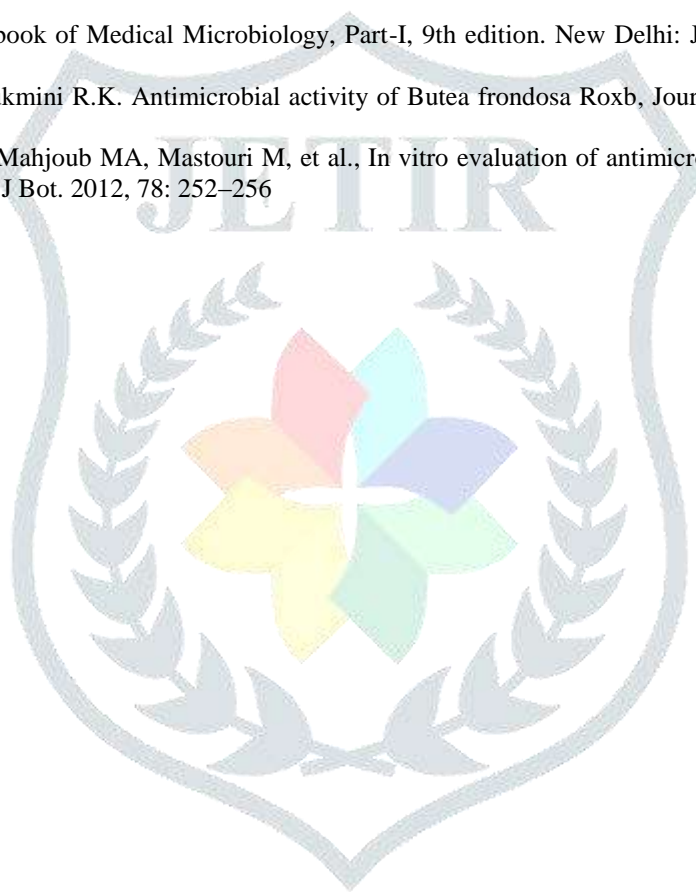 book of Medical Microbiology, Part-I, 9th edition. New Delhi: J
kmini R.K. Antimicrobial activity of Butea frondosa Roxb, Jour
Mahjoub MA, Mastouri M, et al., In vitro evaluation of antimicr
J Bot. 2012, 78: 252–256
JETIR